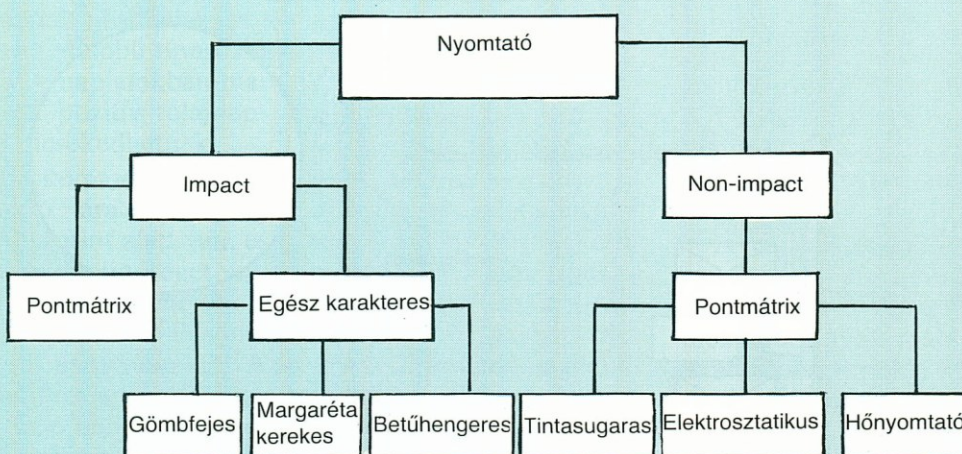 Nyomtató
Impact
Non-impact
Pontmátrix
Egész karakteres
Pontmátrix
Gömbfejes
Margaréta
kerekes
Betűhengeres
Tintasugaras
Elektrosztatikus
Hőnyomtató